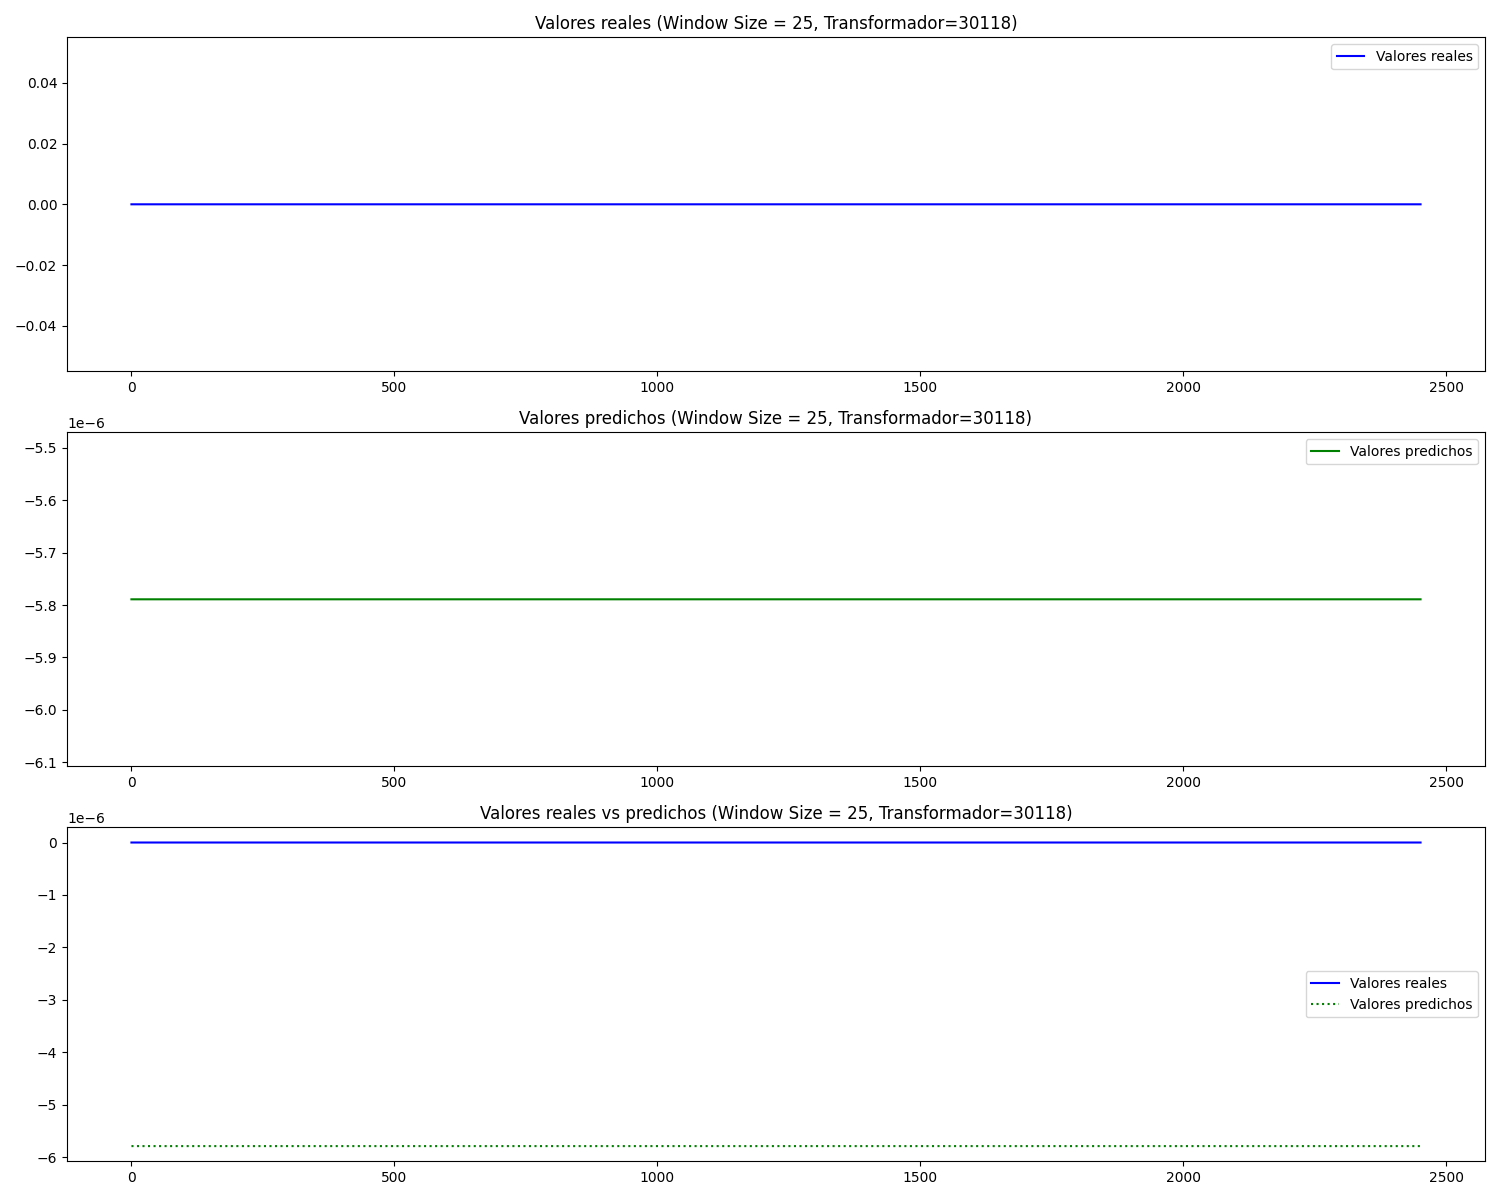 Valores reales (Window Size = 25, Transformador=30118)
Valores reales
0.04
0.02
0.00
−0.02
−0.04
0 500 1000 1500 2000 2500
Valores predichos (Window Size = 25, Transformador=30118)
1e−6
Valores predichos
−5.5
−5.6
−5.7
−5.8
−5.9
−6.0
−6.1
0 500 1000 1500 2000 2500
Valores reales vs predichos (Window Size = 25, Transformador=30118)
1e−6
0
−1
−2
−3
Valores reales
Valores predichos
−4
−5
−6
0 500 1000 1500 2000 2500